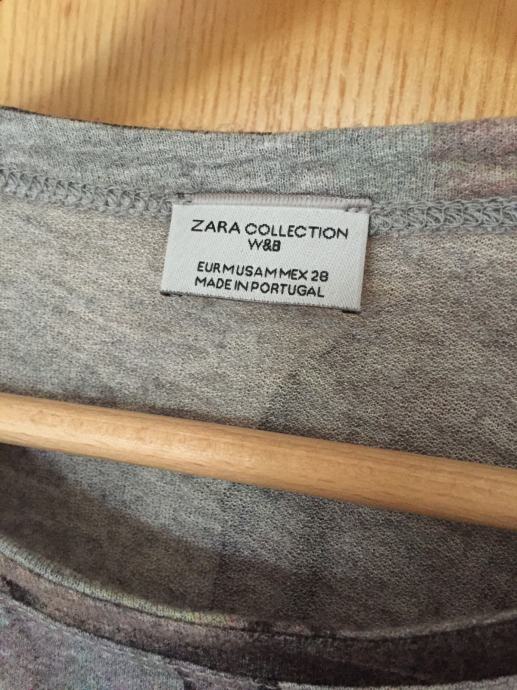 ZARA COLLECTION
W&B
EUR M USA M MEX 28
MADE IN PORTUGAL